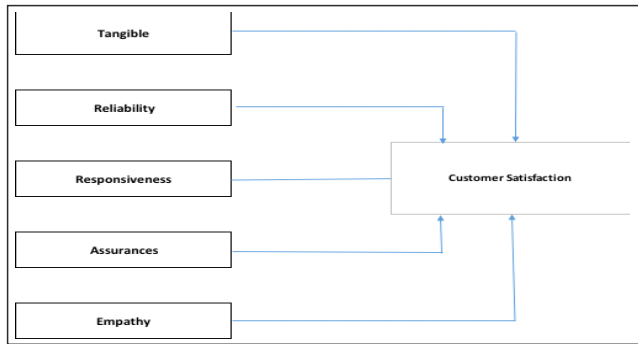 Tangible
Reliability
Responsiveness
Customer Satisfaction
Assurances
Empathy